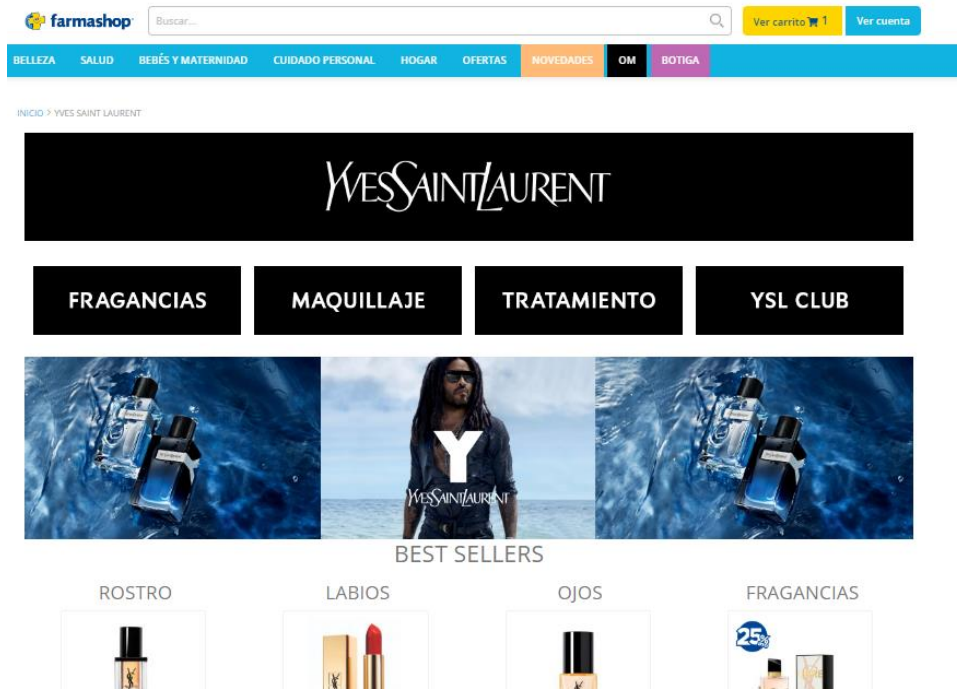 farmashop
Buscar...
Ver carrito 1
Ver cuenta
BELLEZA SALUD BEBÉS Y MATERNIDAD CUIDADO PERSONAL HOGAR OFERTAS NOVEDADES OM BOTIGA
INICIO > YVES SAINT LAURENT
YVESSAINTLAURENT
FRAGANCIAS MAQUILLAJE TRATAMIENTO YSL CLUB
Y
YVESSAINTLAURENT
BEST SELLERS
ROSTRO LABIOS OJOS FRAGANCIAS
25%